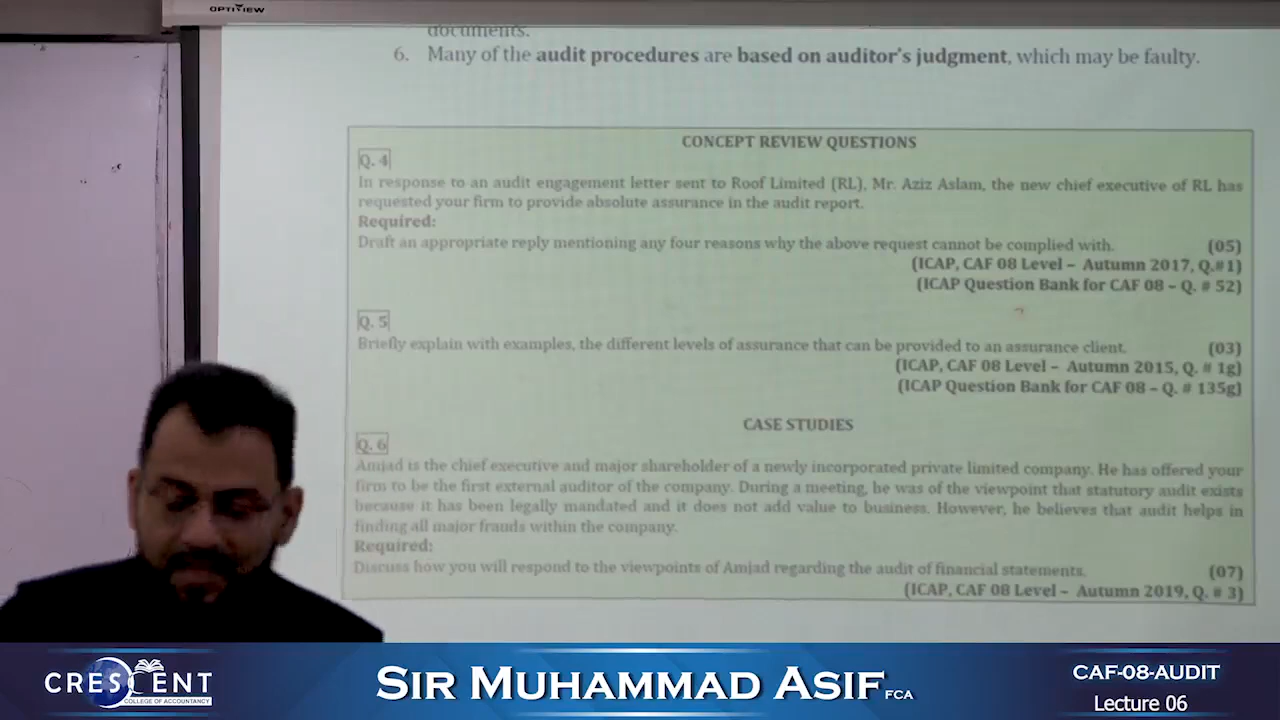 OPTIVIEW
documents.
6. Many of the audit procedures are based on auditor's judgment, which may be faulty.
CONCEPT REVIEW QUESTIONS
Q. 4
In response to an audit engagement letter sent to Roof Limited (RL), Mr. Aziz Aslam, the new chief executive of RL has
requested your firm to provide absolute assurance in the audit report.
Required:
Draft an appropriate reply mentioning any four reasons why the above request cannot be complied with. (05)
(ICAP, CAF 08 Level – Autumn 2017, Q.#1)
(ICAP Question Bank for CAF 08 – Q. # 52)
Q. 5
Briefly explain with examples, the different levels of assurance that can be provided to an assurance client. (03)
(ICAP, CAF 08 Level – Autumn 2015, Q. # 1g)
(ICAP Question Bank for CAF 08 – Q. # 135g)
CASE STUDIES
Q. 6
Amjad is the chief executive and major shareholder of a newly incorporated private limited company. He has offered your
firm to be the first external auditor of the company. During a meeting, he was of the viewpoint that statutory audit exists
because it has been legally mandated and it does not add value to business. However, he believes that audit helps in
finding all major frauds within the company.
Required:
Discuss how you will respond to the viewpoints of Amjad regarding the audit of financial statements. (07)
(ICAP, CAF 08 Level – Autumn 2019, Q. # 3)
CRESCENT
COLLEGE OF ACCOUNTANCY
SIR MUHAMMAD ASIF FCA
CAF-08-AUDIT
Lecture 06